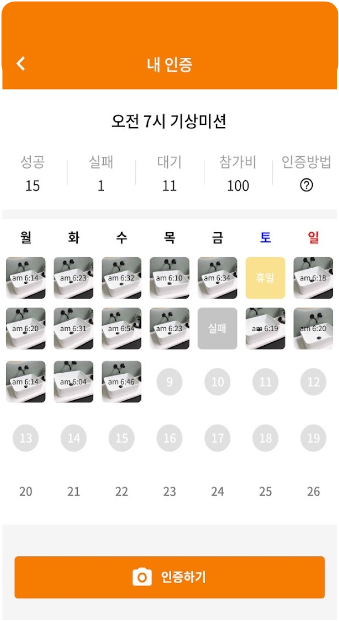 내 인증
오전 7시 기상미션
성공 실패 대기 참가비 인증방법
15 1 11 100 ?
월 화 수 목 금 토 일
am 6:14 am 6:23 am 6:32 am 6:10 am 6:34 휴일 am 6:18
am 6:20 am 6:31 am 6:54 am 6:23 실패 am 6:19 am 6:20
am 6:14 am 6:04 am 6:46 9 10 11 12
13 14 15 16 17 18 19
20 21 22 23 24 25 26
인증하기